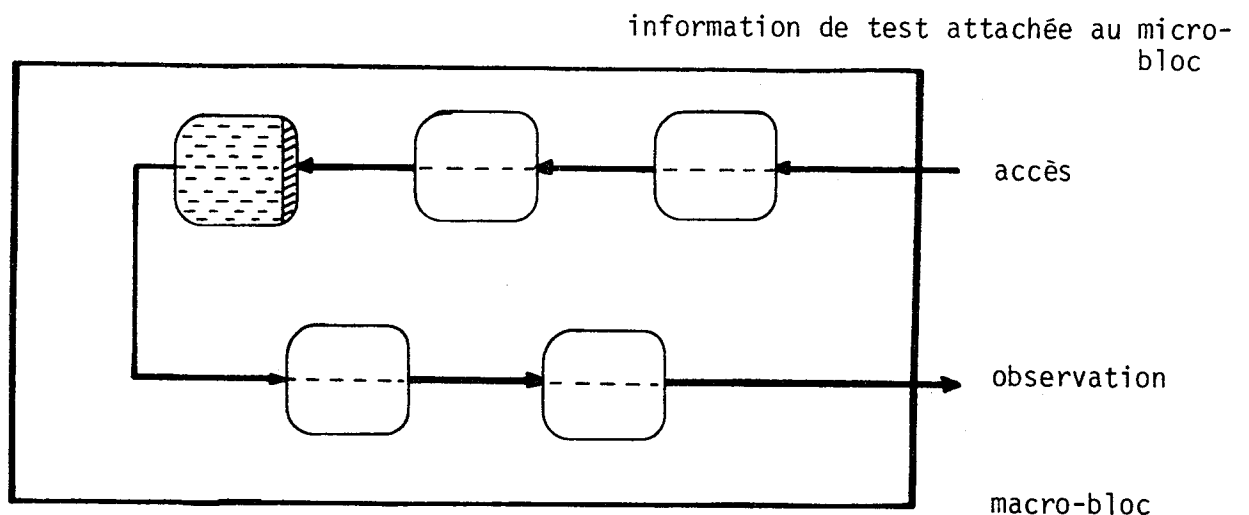 information de test attachée au micro-
bloc
accès
observation
macro-bloc